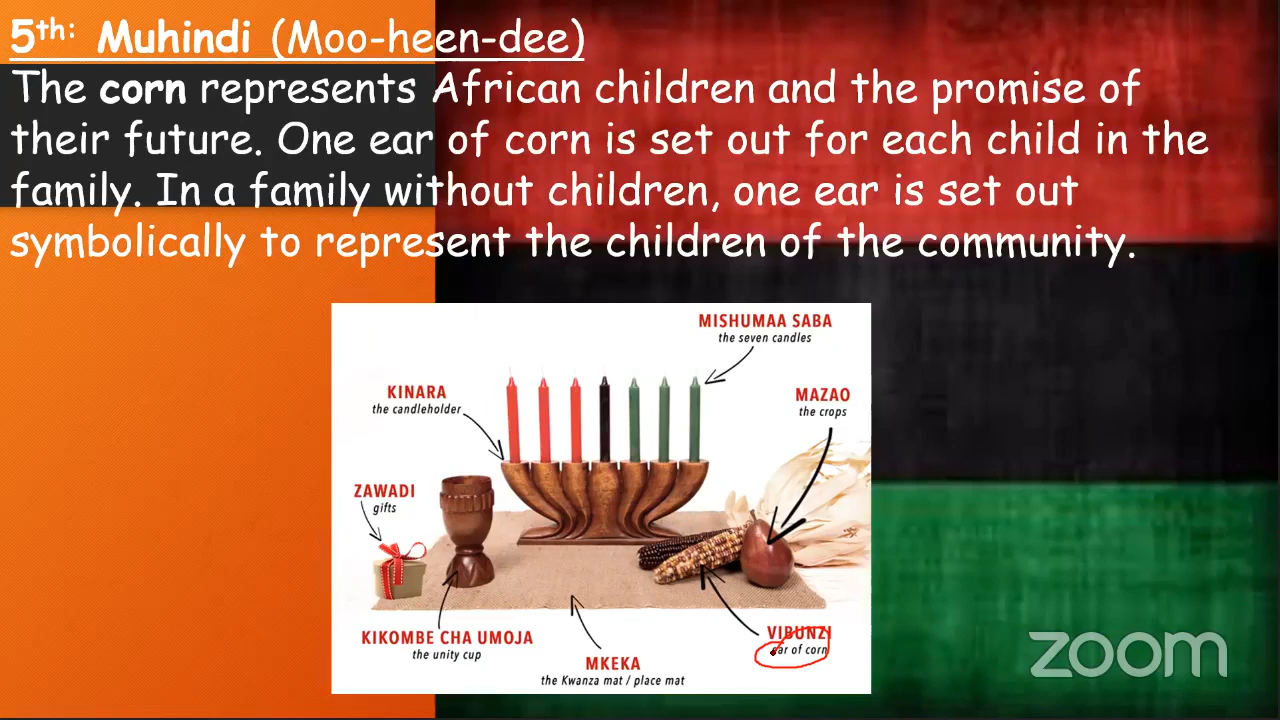 5th: Muhindi (Moo-heen-dee)
The corn represents African children and the promise of
their future. One ear of corn is set out for each child in the
family. In a family without children, one ear is set out
symbolically to represent the children of the community.
MISHUMAA SABA
the seven candles
KINARA
the candleholder
MAZAO
the crops
ZAWADI
gifts
KIKOMBE CHA UMOJA
the unity cup
VIBUNZI
ear of corn
MKEKA
the Kwanza mat / place mat
zoom